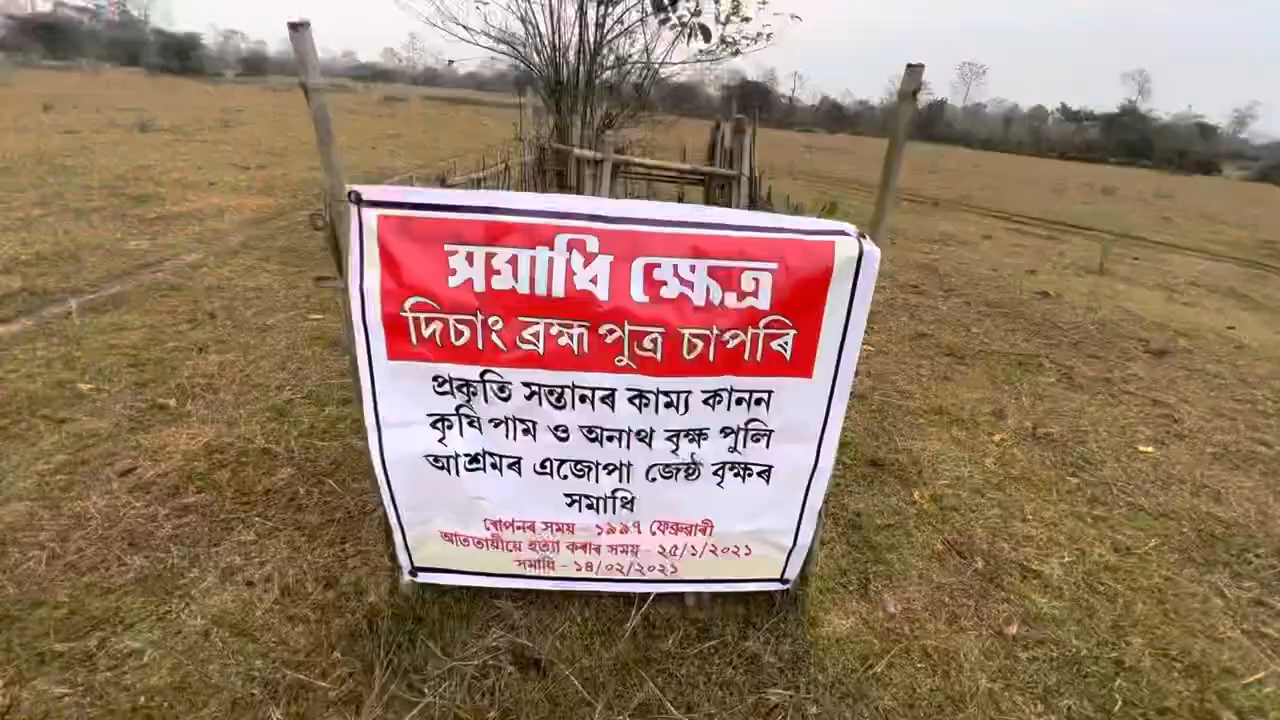 সমাধি ক্ষেত্ৰ
দিচাং ব্ৰহ্মপুত্ৰ চাপৰি
প্ৰকৃতি সন্তানৰ কাম্য কানন
কৃষি পাম ও অনাথ বৃক্ষ পুলি
আশ্ৰমৰ এজোপা জেষ্ঠ বৃক্ষৰ
সমাধি
ৰোপনৰ সময় - ১৯৯৭ ফেব্ৰুৱাৰী
আততায়ীয়ে হত্যা কৰাৰ সময় - ২৫/১/২০২১
সমাধি - ১৪/০২/২০২১